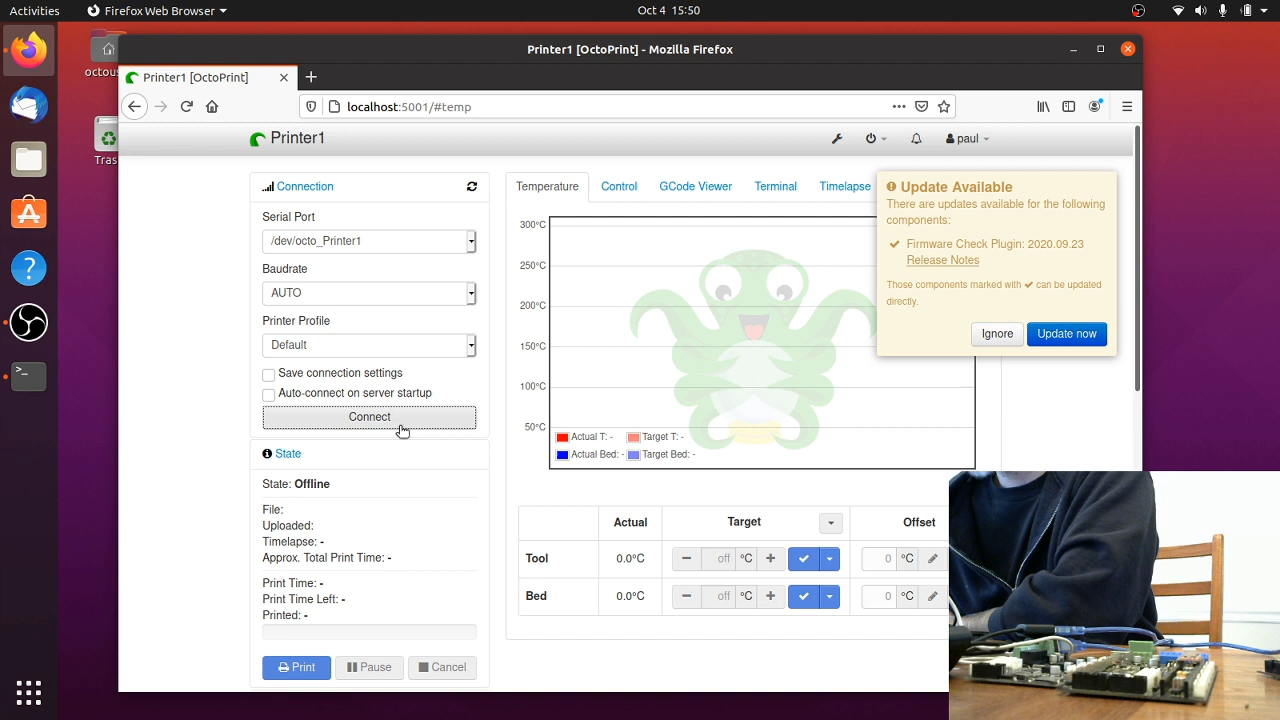 Activities
Firefox Web Browser
Oct 4 15:50
Printer1 [OctoPrint] - Mozilla Firefox
octous
Tras
Printer1 [OctoPrint]
localhost:5001/#temp
Printer1
paul
Connection
Serial Port
/dev/octo_Printer1
Baudrate
AUTO
Printer Profile
Default
Save connection settings
Auto-connect on server startup
Connect
State
State: Offline
File:
Uploaded:
Timelapse: -
Approx. Total Print Time: -
Print Time: -
Print Time Left: -
Printed: -
Print
Pause
Cancel
Temperature
Control
GCode Viewer
Terminal
Timelapse
300°C
250°C
200°C
150°C
100°C
50°C
Actual T: -
Target T: -
Actual Bed: -
Target Bed: -
Actual
Target
Offset
Tool
0.0°C
off °C
0 °C
Bed
0.0°C
off °C
0 °C
Update Available
There are updates available for the following
components:
Firmware Check Plugin: 2020.09.23
Release Notes
Those components marked with ✔ can be updated
directly.
Ignore
Update now